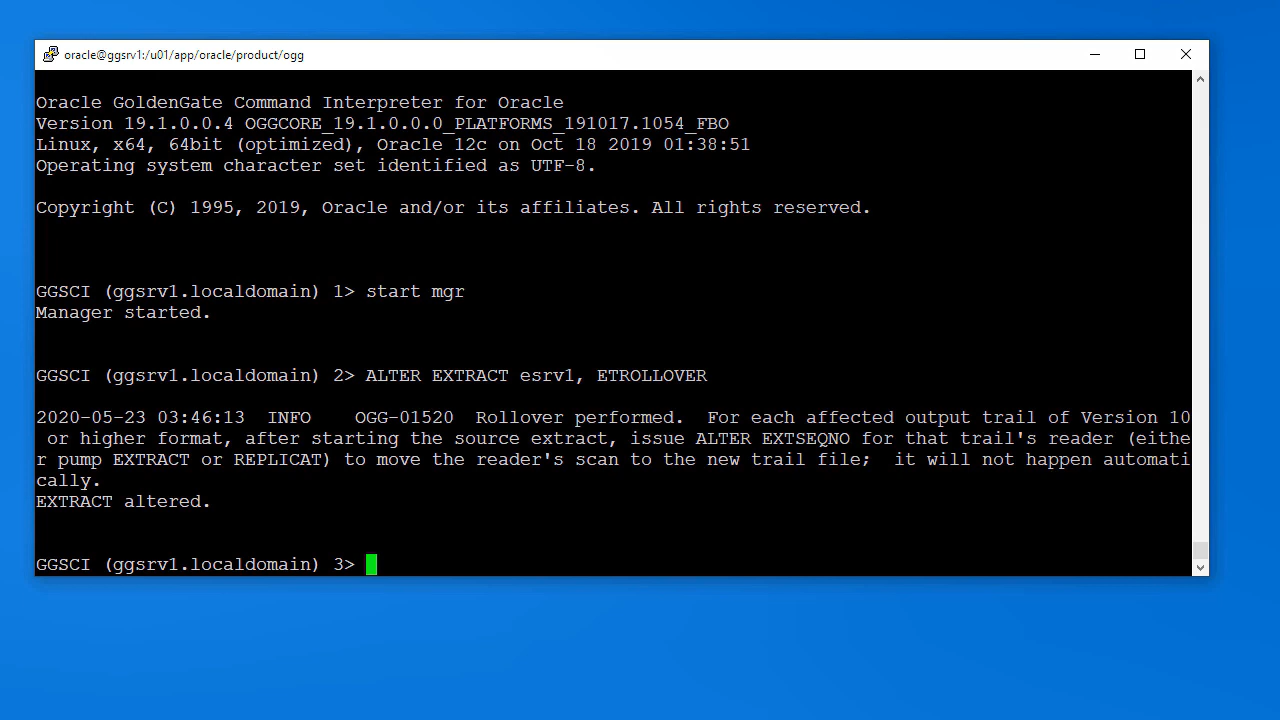 oracle@ggsrv1:/u01/app/oracle/product/ogg
Oracle GoldenGate Command Interpreter for Oracle
Version 19.1.0.0.4 OGGCORE_19.1.0.0.0_PLATFORMS_191017.1054_FBO
Linux, x64, 64bit (optimized), Oracle 12c on Oct 18 2019 01:38:51
Operating system character set identified as UTF-8.
Copyright (C) 1995, 2019, Oracle and/or its affiliates. All rights reserved.
GGSCI (ggsrv1.localdomain) 1> start mgr
Manager started.
GGSCI (ggsrv1.localdomain) 2> ALTER EXTRACT esrv1, ETROLLOVER
2020-05-23 03:46:13  INFO    OGG-01520  Rollover performed.  For each affected output trail of Version 10
 or higher format, after starting the source extract, issue ALTER EXTSEQNO for that trail's reader (eithe
r pump EXTRACT or REPLICAT) to move the reader's scan to the new trail file;  it will not happen automati
cally.
EXTRACT altered.
GGSCI (ggsrv1.localdomain) 3>